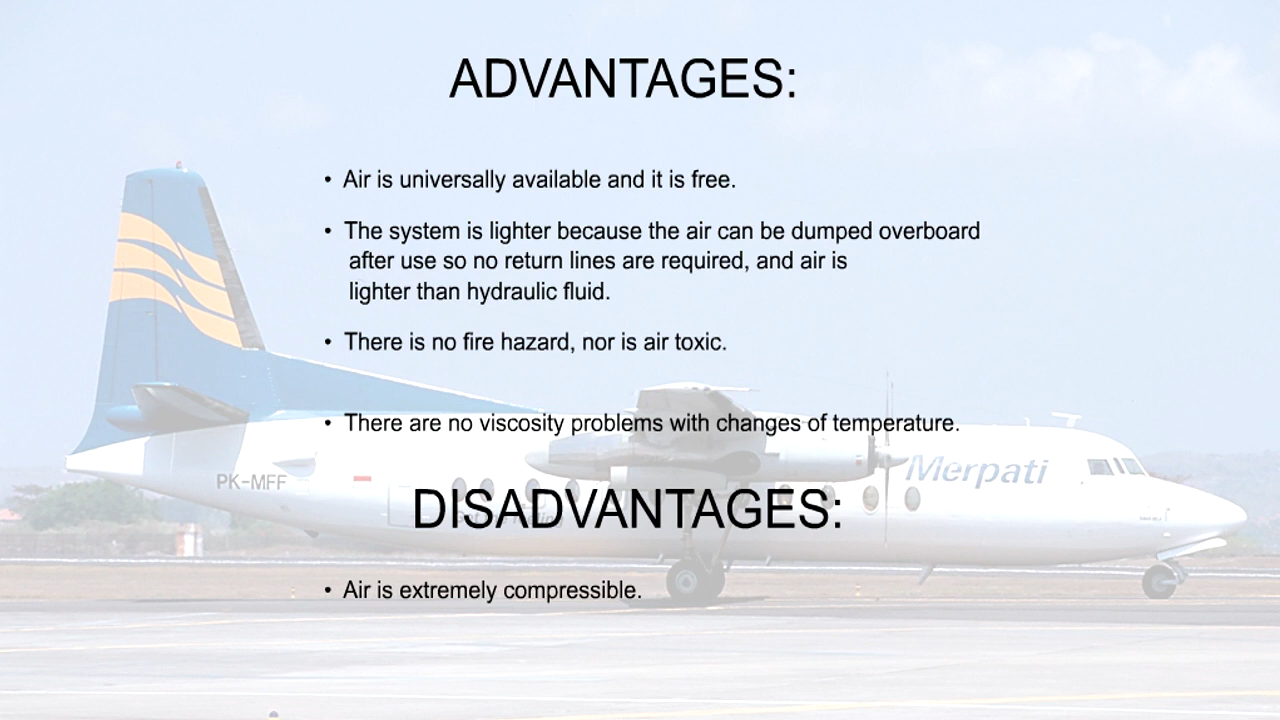 ADVANTAGES:
• Air is universally available and it is free.
• The system is lighter because the air can be dumped overboard
after use so no return lines are required, and air is
lighter than hydraulic fluid.
• There is no fire hazard, nor is air toxic.
• There are no viscosity problems with changes of temperature.
Merpati
PK-MFF
DISADVANTAGES:
• Air is extremely compressible.